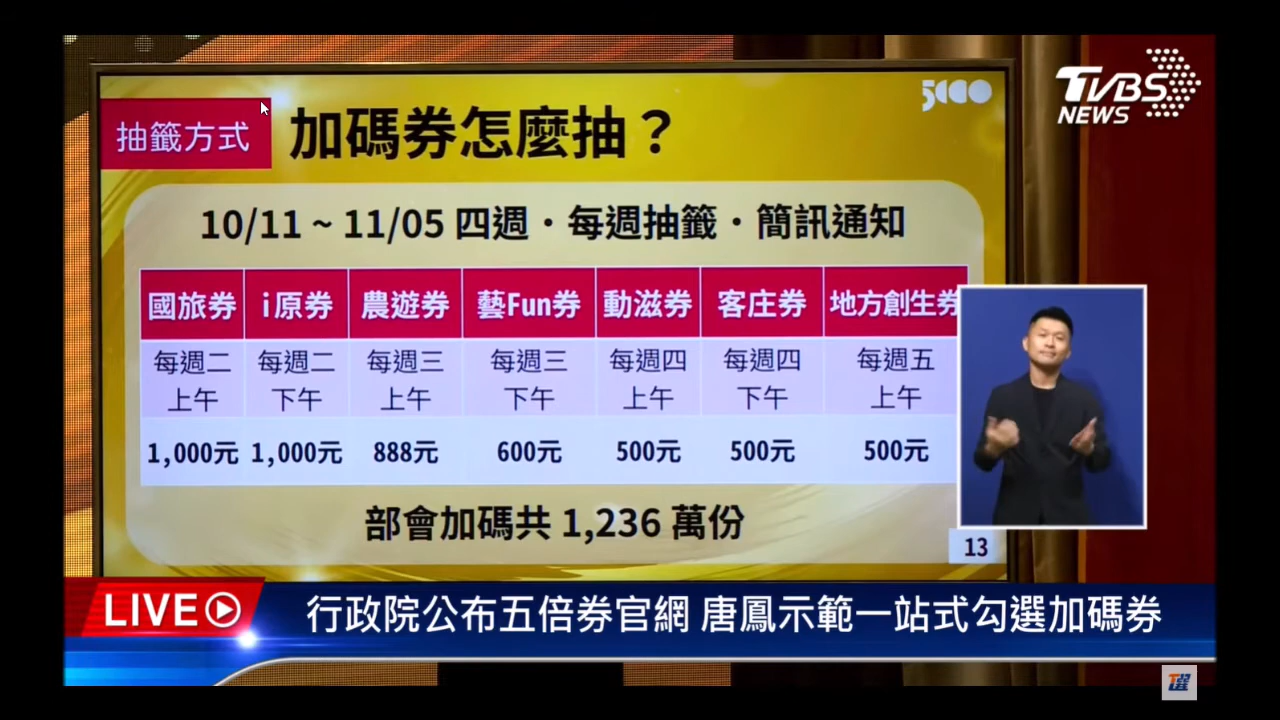 5000
TVBS
NEWS
抽籤方式
加碼券怎麼抽？
10/11 ~ 11/05 四週・每週抽籤・簡訊通知
國旅券 i原券 農遊券 藝Fun券 動滋券 客庄券 地方創生券
每週二上午 每週二下午 每週三上午 每週三下午 每週四上午 每週四下午 每週五上午
1,000元 1,000元 888元 600元 500元 500元 500元
部會加碼共 1,236 萬份
13
LIVE
行政院公布五倍券官網 唐鳳示範一站式勾選加碼券
T選